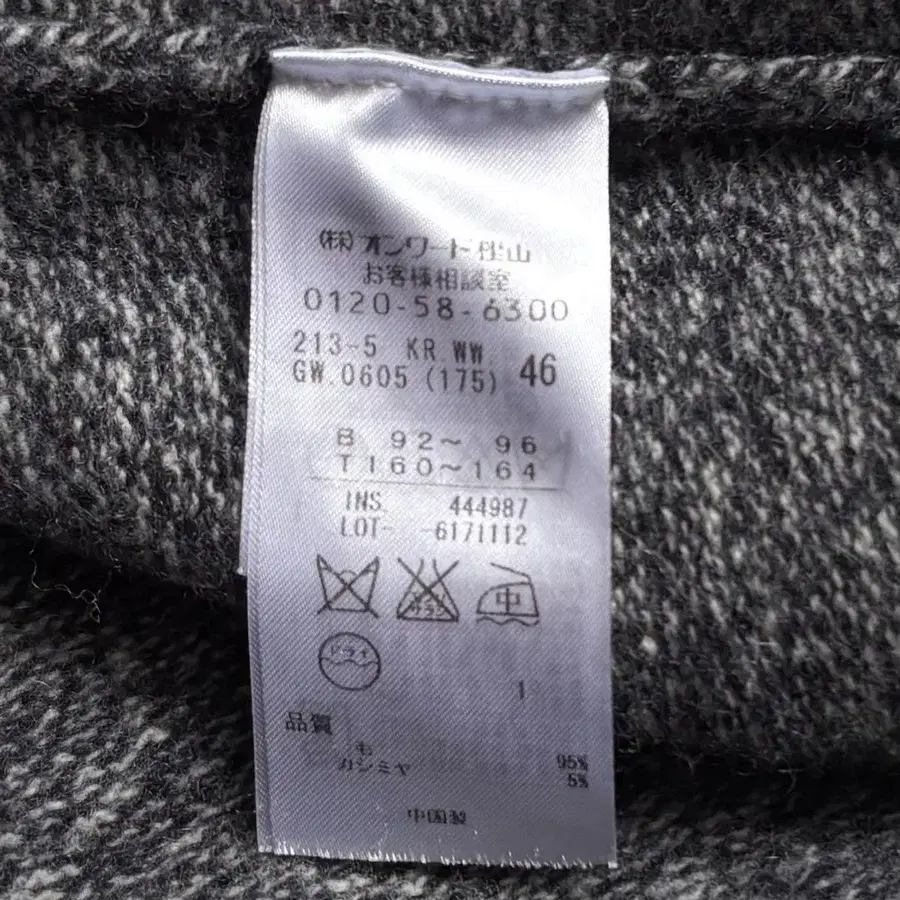 (株)オンワード樫山
お客様相談室
0120-58-6300
213-5 KR.WW.
GW.0605 (175) 46
B 92～ 96
T160～164
INS. 444987
LOT- -6171112
中
ドライ
1
品質
毛 95%
カシミヤ 5%
中国製